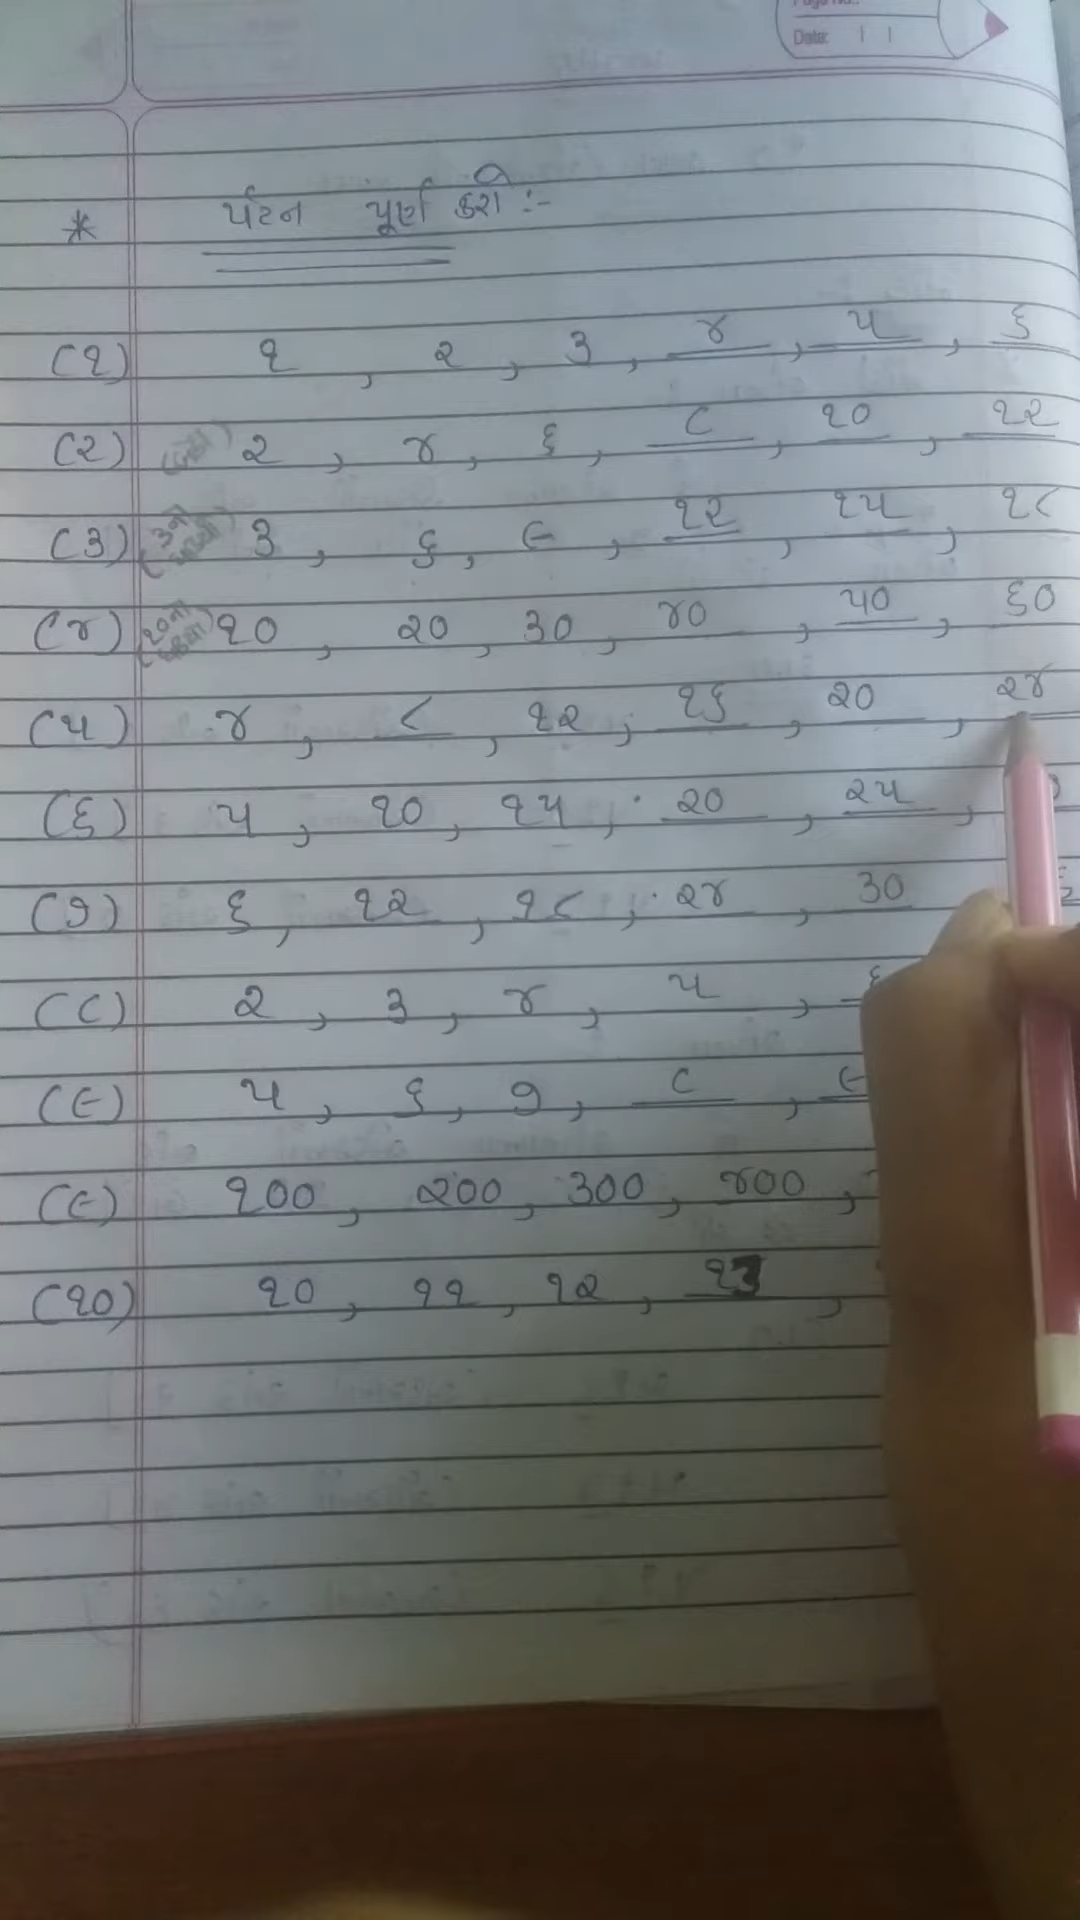 Date:
* પેટન પૂર્ણ કરો :-
(૧) ૧, ૨, ૩, ૪, ૫, ૬
(૨) ૨, ૪, ૬, ૮, ૧૦, ૧૨
(૩) ૩, ૬, ૯, ૧૨, ૧૫, ૧૮
(૪) ૧૦, ૨૦, ૩૦, ૪૦, ૫૦, ૬૦
(૫) ૪, ૮, ૧૨, ૧૬, ૨૦, ૨૪
(૬) ૫, ૧૦, ૧૫, ૨૦, ૨૫,
(૭) ૬, ૧૨, ૧૮, ૨૪, ૩૦
(૮) ૨, ૩, ૪, ૫, ૬
(૯) ૫, ૬, ૭, ૮, ૯
(૯) ૧૦૦, ૨૦૦, ૩૦૦, ૪૦૦,
(૧૦) ૧૦, ૧૧, ૧૨, ૧૩,